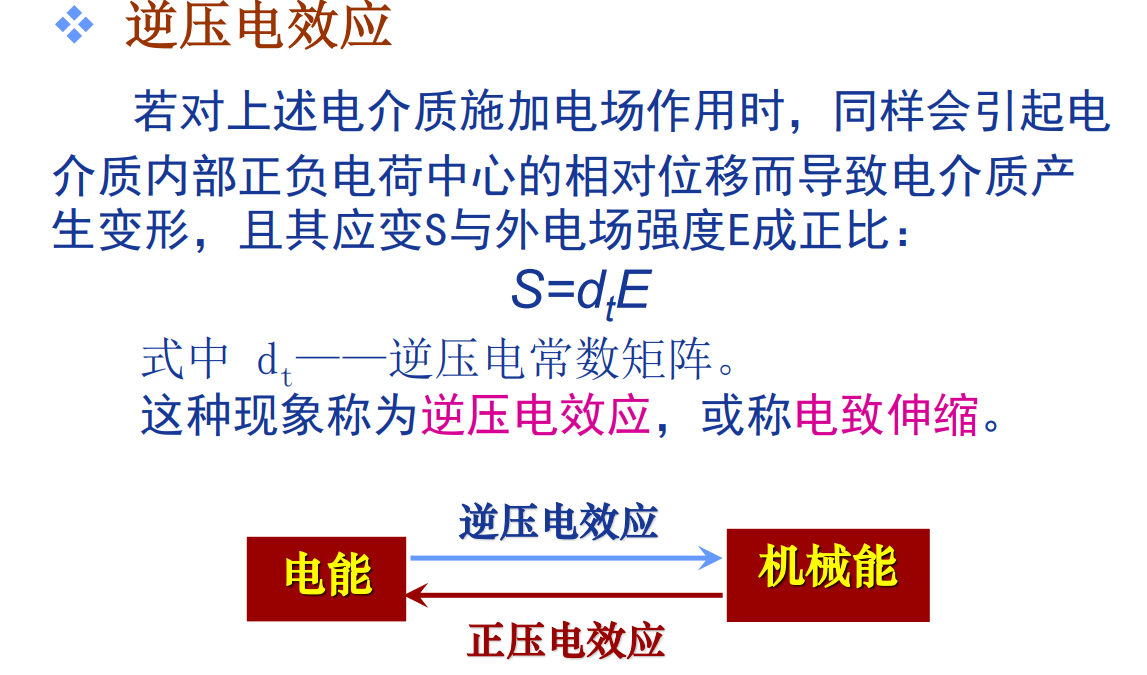 逆压电效应
若对上述电介质施加电场作用时，同样会引起电
介质内部正负电荷中心的相对位移而导致电介质产
生变形，且其应变S与外电场强度E成正比：
S=dtE
式中 dt——逆压电常数矩阵。
这种现象称为逆压电效应，或称电致伸缩。
逆压电效应
电能
机械能
正压电效应